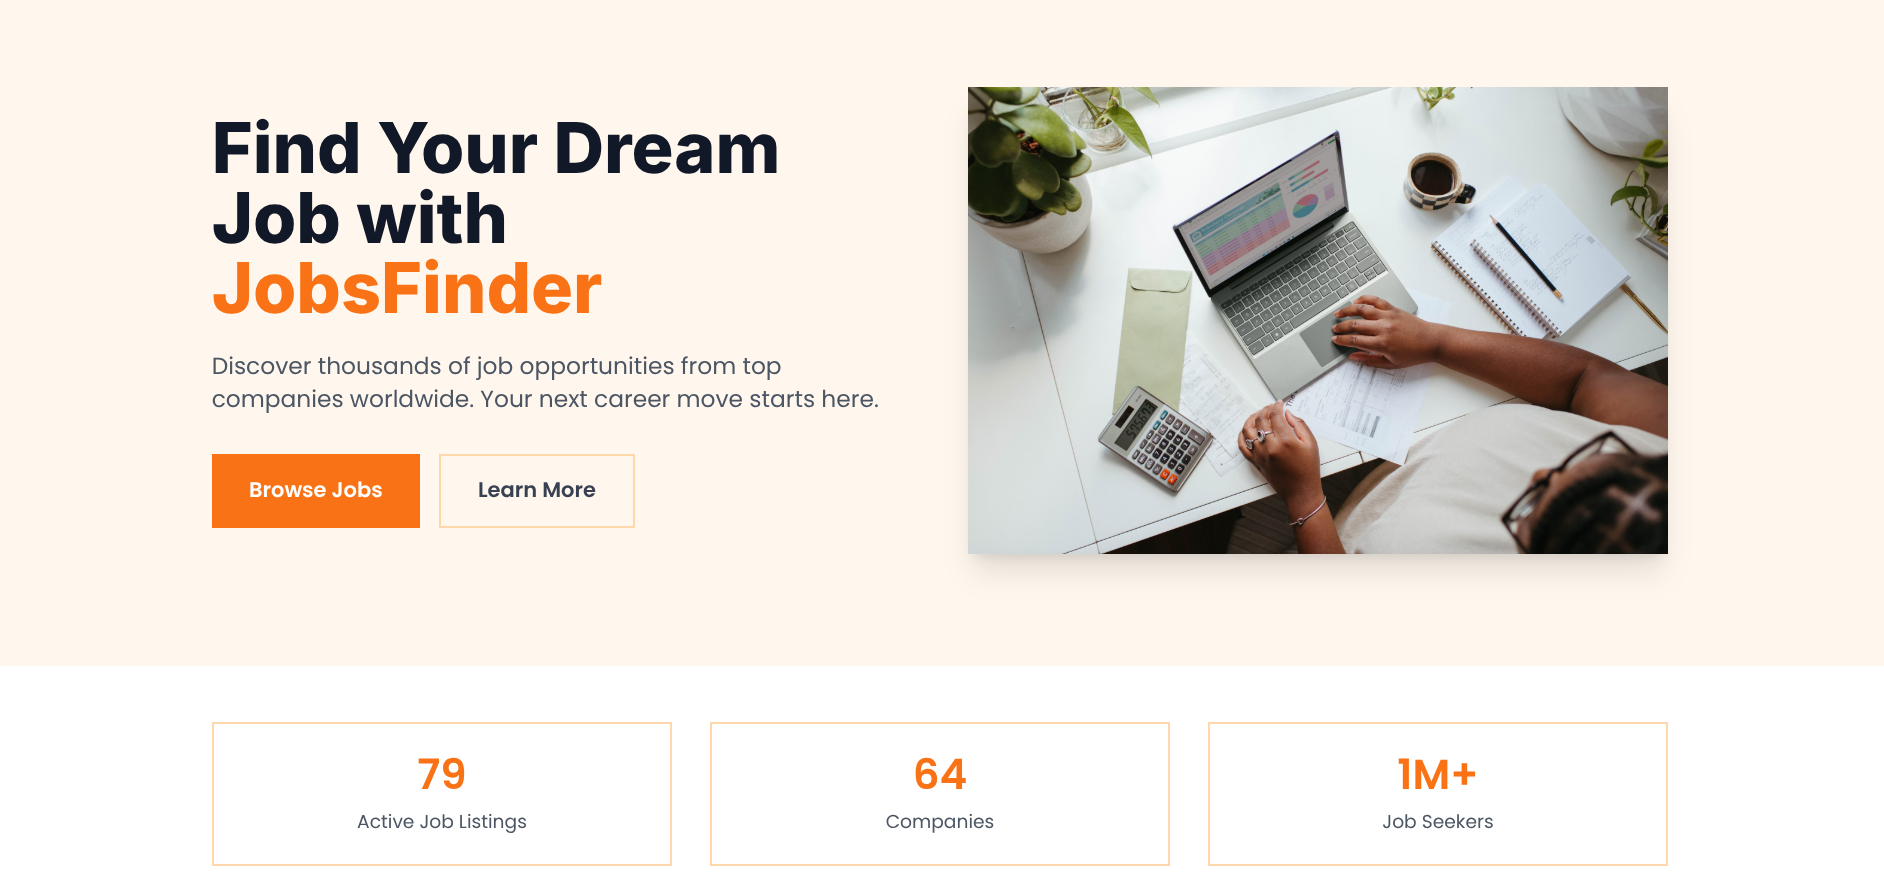 Find Your Dream
Job with
JobsFinder
Discover thousands of job opportunities from top
companies worldwide. Your next career move starts here.
Browse Jobs
Learn More
79
Active Job Listings
64
Companies
1M+
Job Seekers